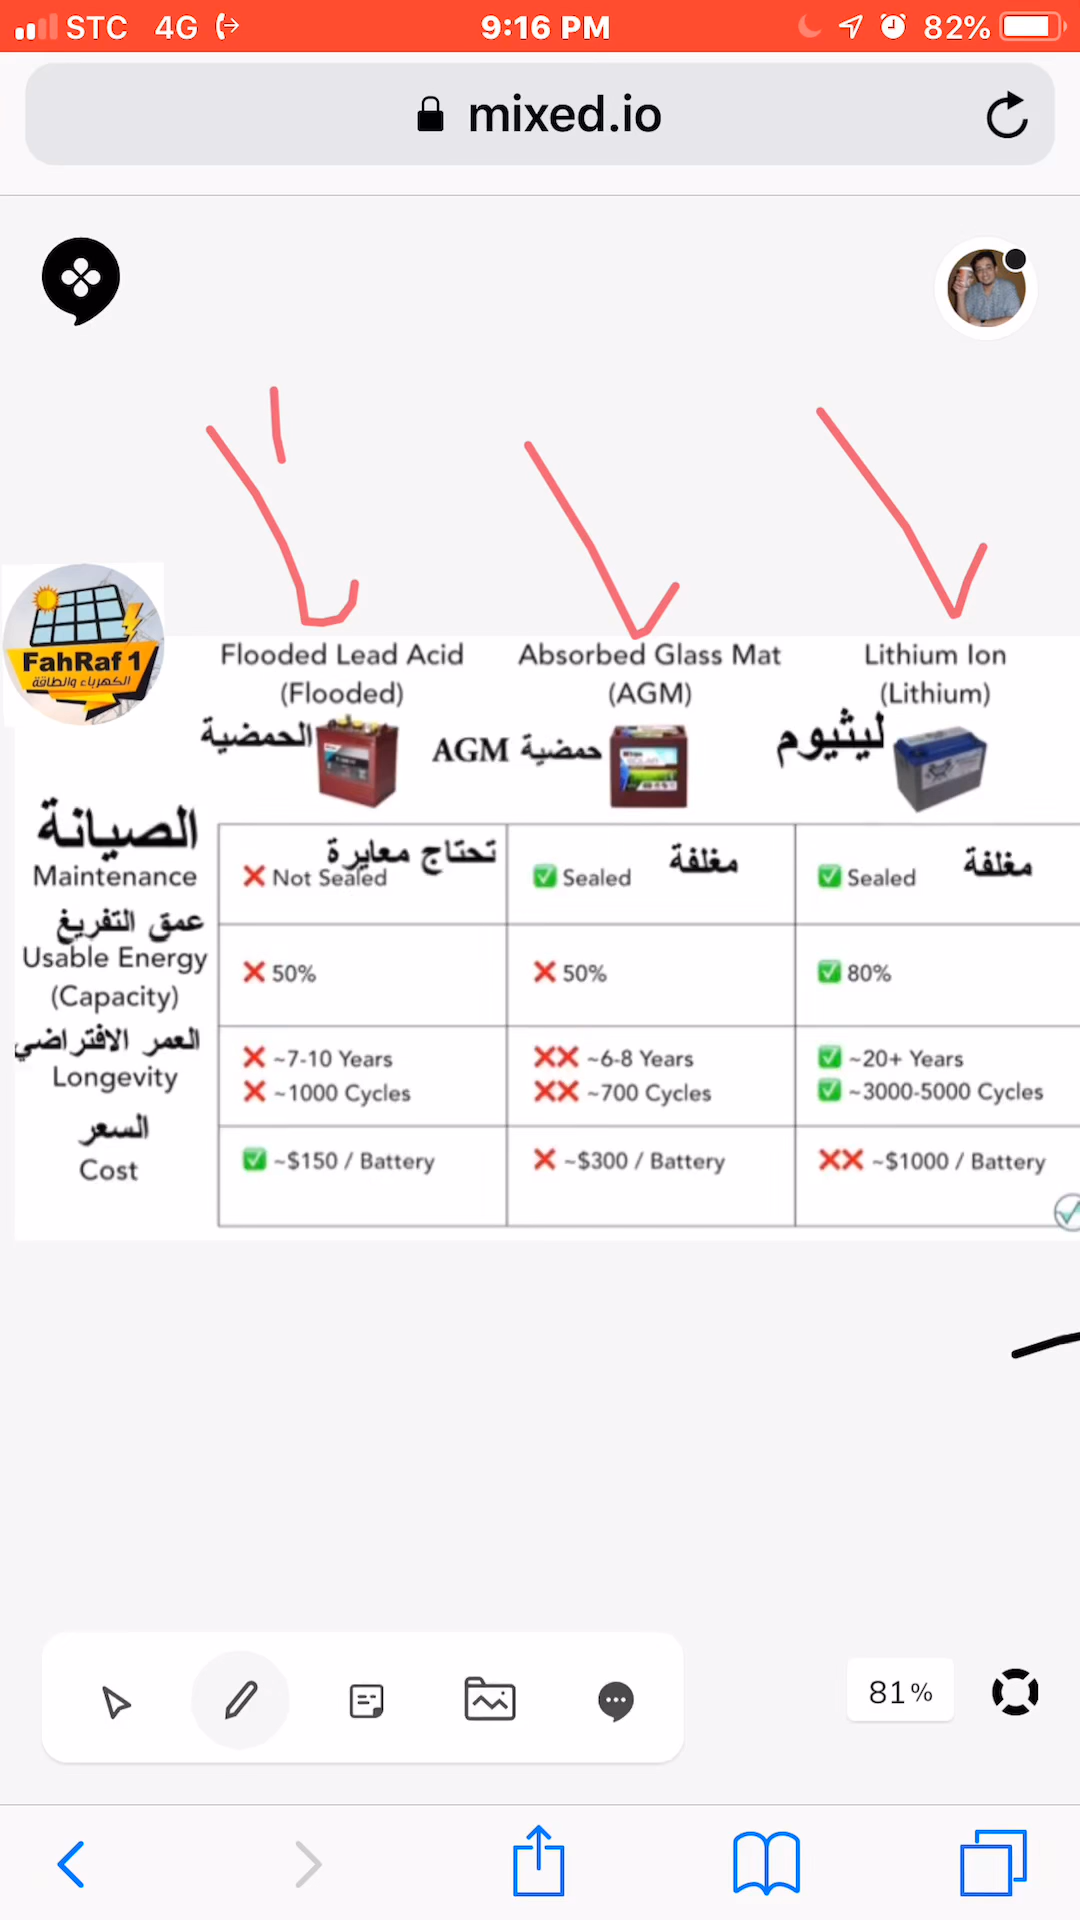 STC 4G 9:16 PM 82%
mixed.io
FahRaf 1
الكهرباء والطاقة
Flooded Lead Acid
(Flooded)
الحمضية
Absorbed Glass Mat
(AGM)
حمضية AGM
Lithium Ion
(Lithium)
ليثيوم
الصيانة
Maintenance
❌ Not Sealed تحتاج معايرة
✅ Sealed مغلفة
✅ Sealed مغلفة
عمق التفريغ
Usable Energy
(Capacity)
❌ 50%
❌ 50%
✅ 80%
العمر الافتراضي
Longevity
❌ ~7-10 Years
❌ ~1000 Cycles
❌❌ ~6-8 Years
❌❌ ~700 Cycles
✅ ~20+ Years
✅ ~3000-5000 Cycles
السعر
Cost
✅ ~$150 / Battery
❌ ~$300 / Battery
❌❌ ~$1000 / Battery
81%